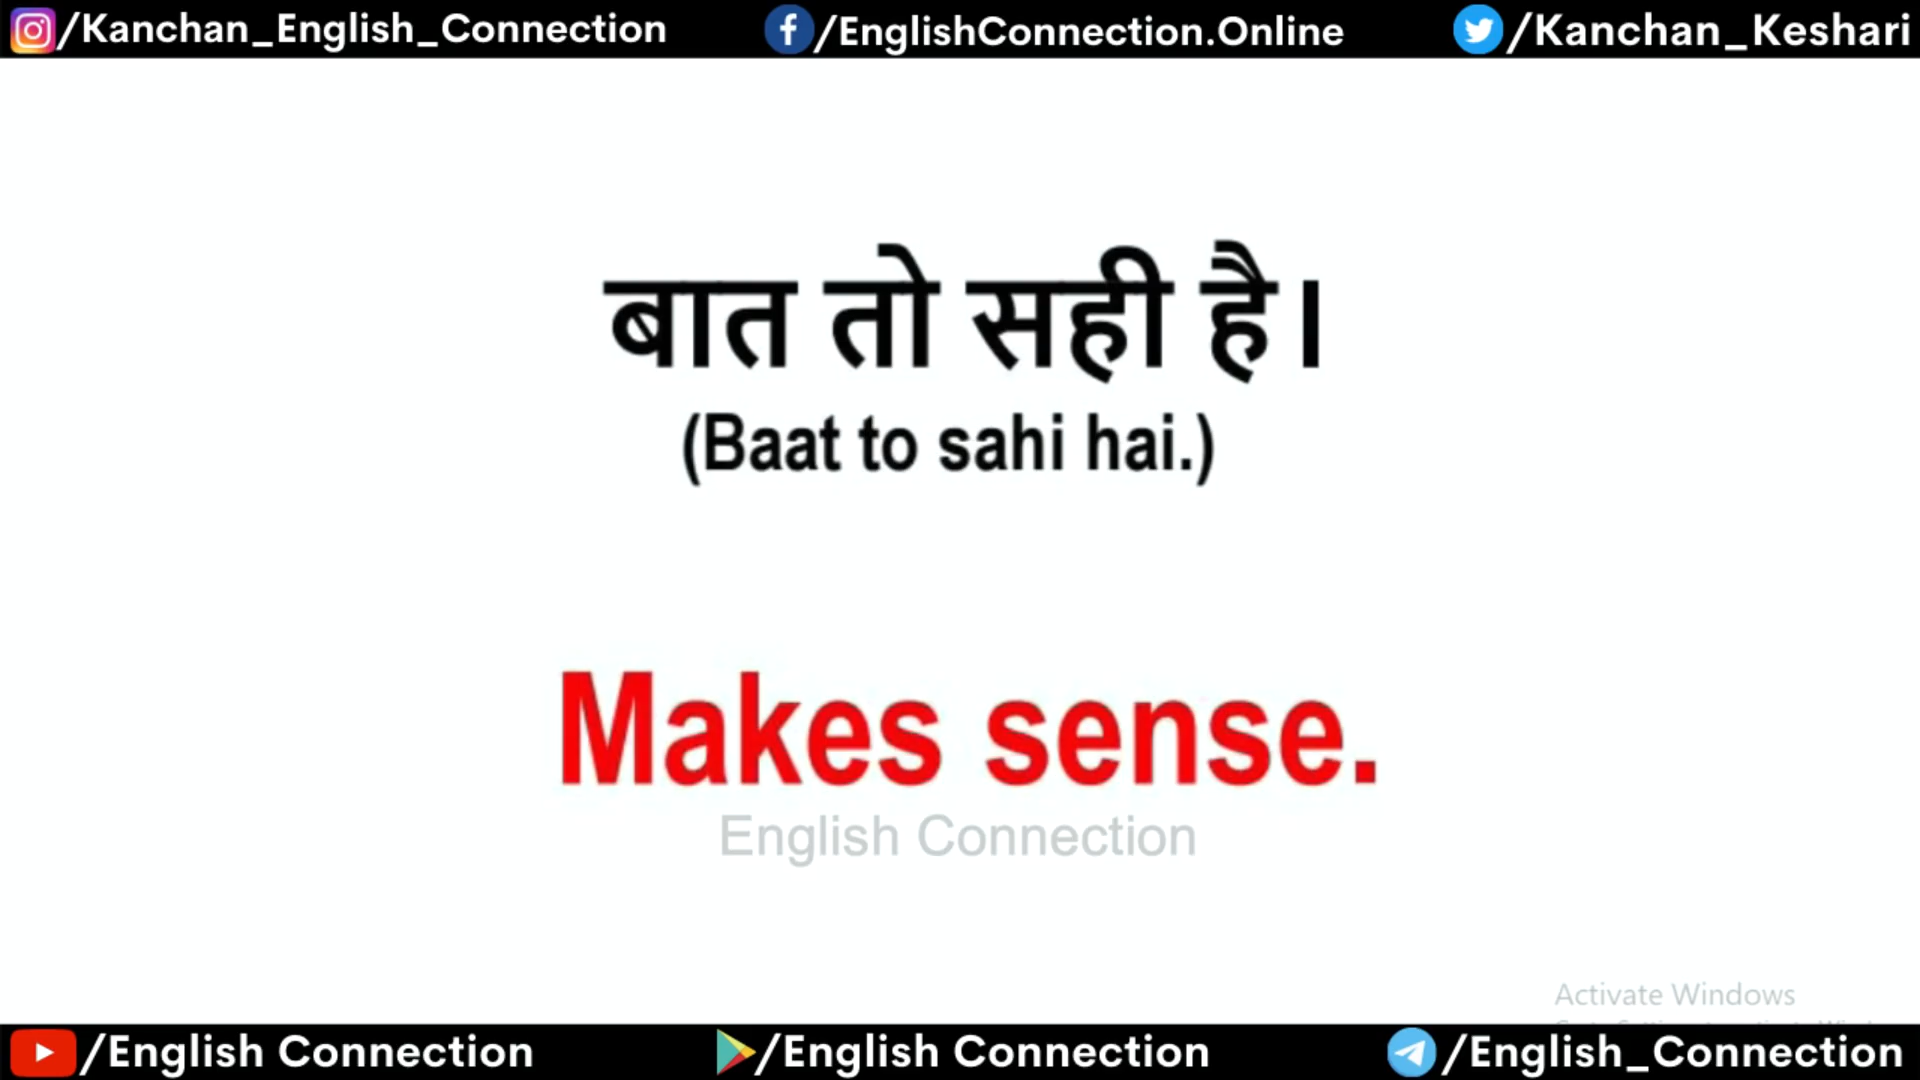 /Kanchan_English_Connection /EnglishConnection.Online /Kanchan_Keshari
बात तो सही है।
(Baat to sahi hai.)
Makes sense.
English Connection
Activate Windows
/English Connection /English Connection /English_Connection